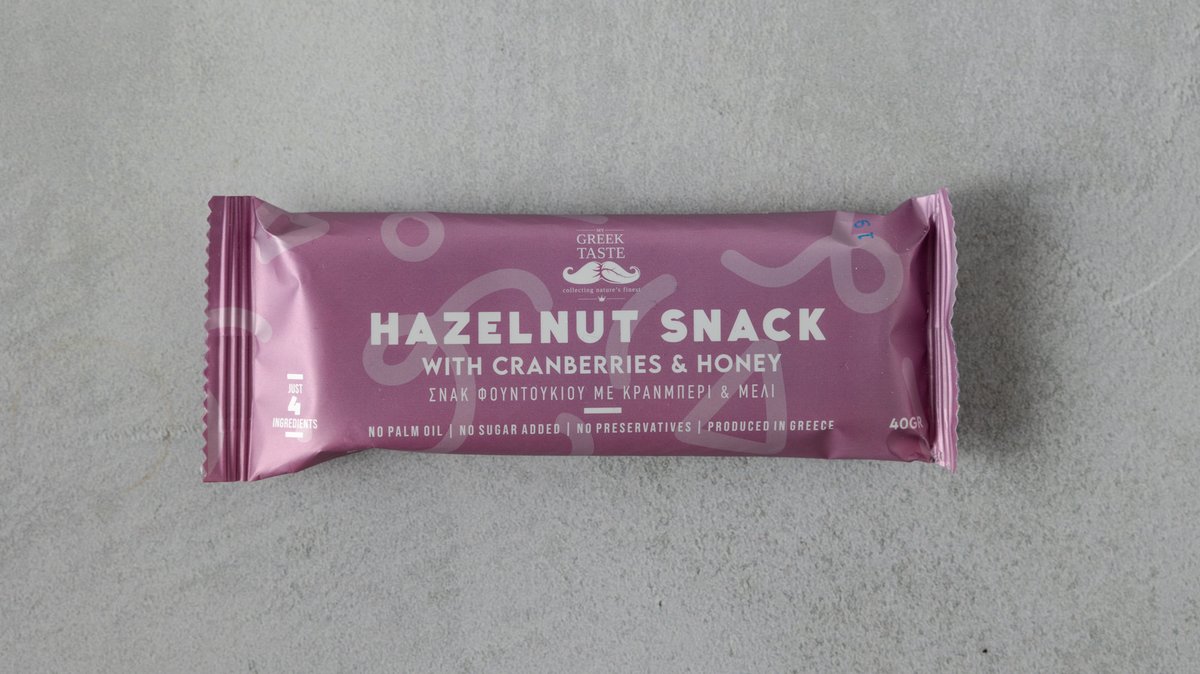 MY
GREEK
TASTE
collecting nature's finest
HAZELNUT SNACK
WITH CRANBERRIES & HONEY
ΣΝΑΚ ΦΟΥΝΤΟΥΚΙΟΥ ΜΕ ΚΡΑΝΜΠΕΡΙ & ΜΕΛΙ
JUST
4
INGREDIENTS
NO PALM OIL | NO SUGAR ADDED | NO PRESERVATIVES | PRODUCED IN GREECE
40GR
19